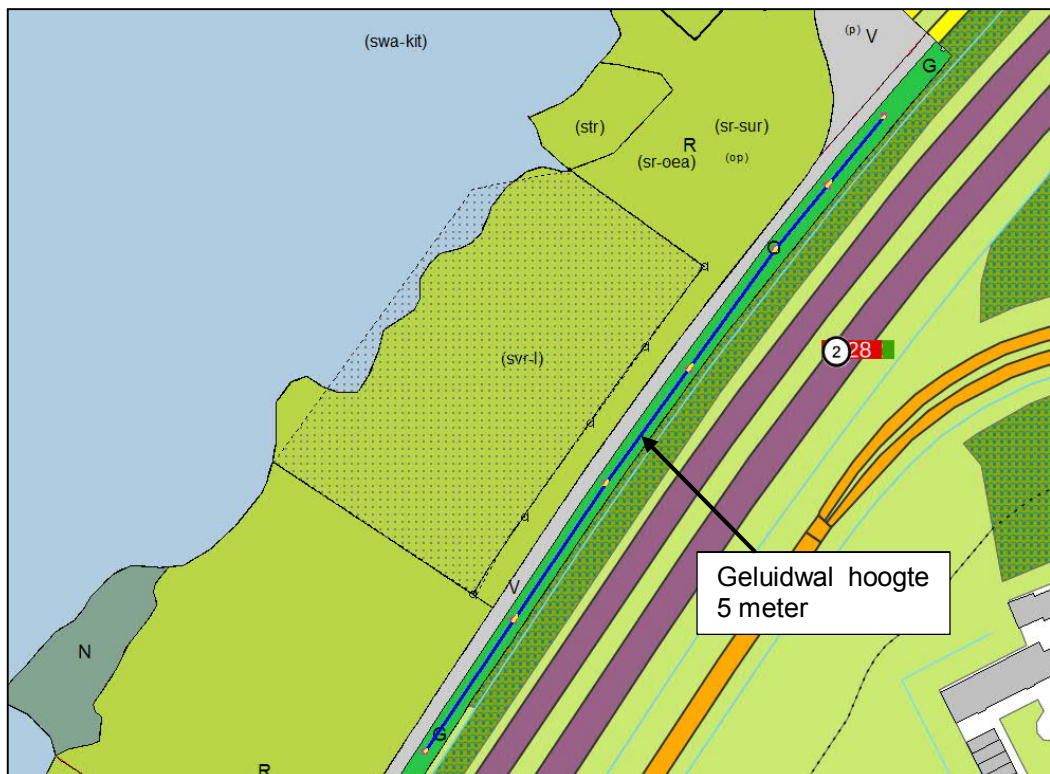 (swa-kit)
(p) V
G
(str)
(sr-sur)
R
(sr-oea) (op)
G
d
d
(svr-l)
2 28
d
d
d
Geluidwal hoogte
5 meter
V
N
G
R